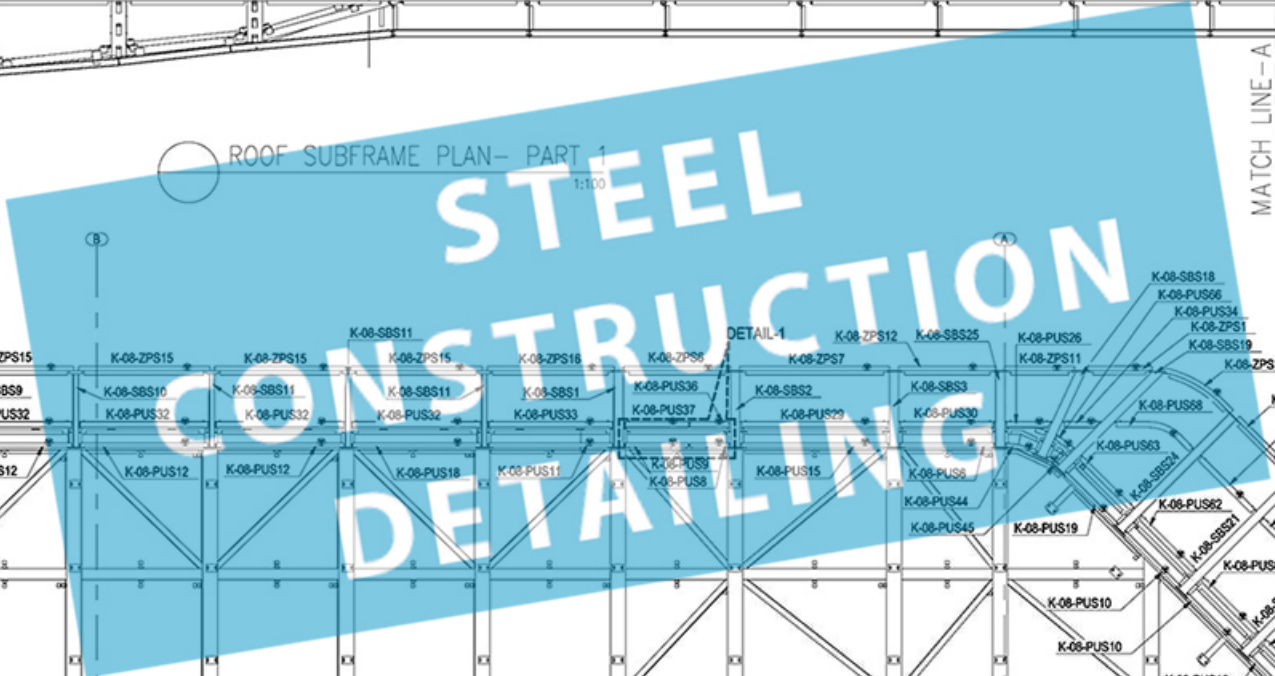 ROOF SUBFRAME PLAN- PART 1
1:100
MATCH LINE-A
STEEL
CONSTRUCTION
DETAILING
B
A
K-08-SBS18
K-08-PUS66
K-08-PUS34
K-08-ZPS1
K-08-SBS19
K-08-SBS11
DETAIL-1
K-08-ZPS12
K-08-SBS25
K-08-PUS26
ZPS15
K-08-ZPS15
K-08-ZPS15
K-08-ZPS15
K-08-ZPS16
K-08-ZPS6
K-08-ZPS7
K-08-ZPS11
K-08-ZPS
K-08-SBS10
K-08-SBS11
K-08-SBS11
K-08-SBS1
K-08-PUS36
K-08-SBS2
K-08-SBS3
K-08-PUS32
K-08-PUS32
K-08-PUS32
K-08-PUS33
K-08-PUS37
K-08-PUS29
K-08-PUS30
K-08-PUS68
K-08-PUS63
K-08-PUS12
K-08-PUS12
K-08-PUS18
K-08-PUS11
K-08-PUS9
K-08-PUS8
K-08-PUS15
K-08-PUS6
K-08-SBS24
K-08-PUS44
K-08-PUS62
K-08-PUS45
K-08-PUS19
K-08-SBS21
K-08-PUS
K-08-PUS10
K-08-PUS10